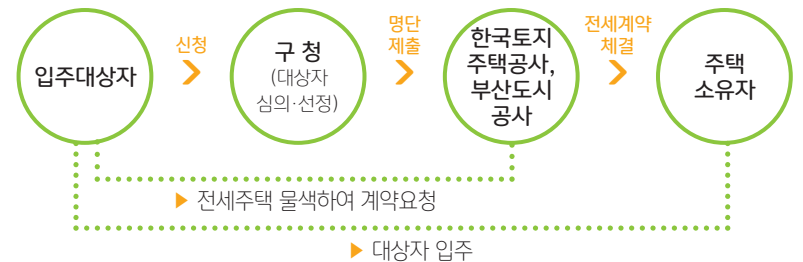 입주대상자
신청
구 청
(대상자
심의·선정)
명단
제출
한국토지
주택공사,
부산도시
공사
전세계약
체결
주택
소유자
▶ 전세주택 물색하여 계약요청
▶ 대상자 입주